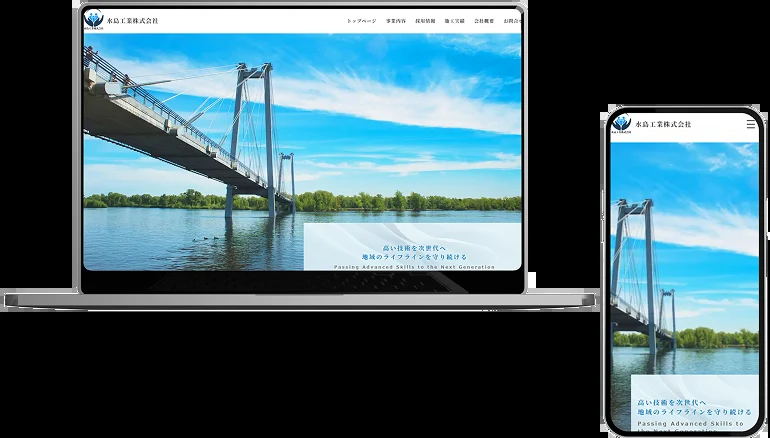 水島工業株式会社
トップページ 事業内容 採用情報 施工実績 会社概要 お問合せ
高い技術を次世代へ
地域のライフラインを守り続ける
Passing Advanced Skills to the Next Generation
水島工業株式会社
高い技術を次世代へ
地域のライフラインを守り続ける
Passing Advanced Skills to
the Next Generation